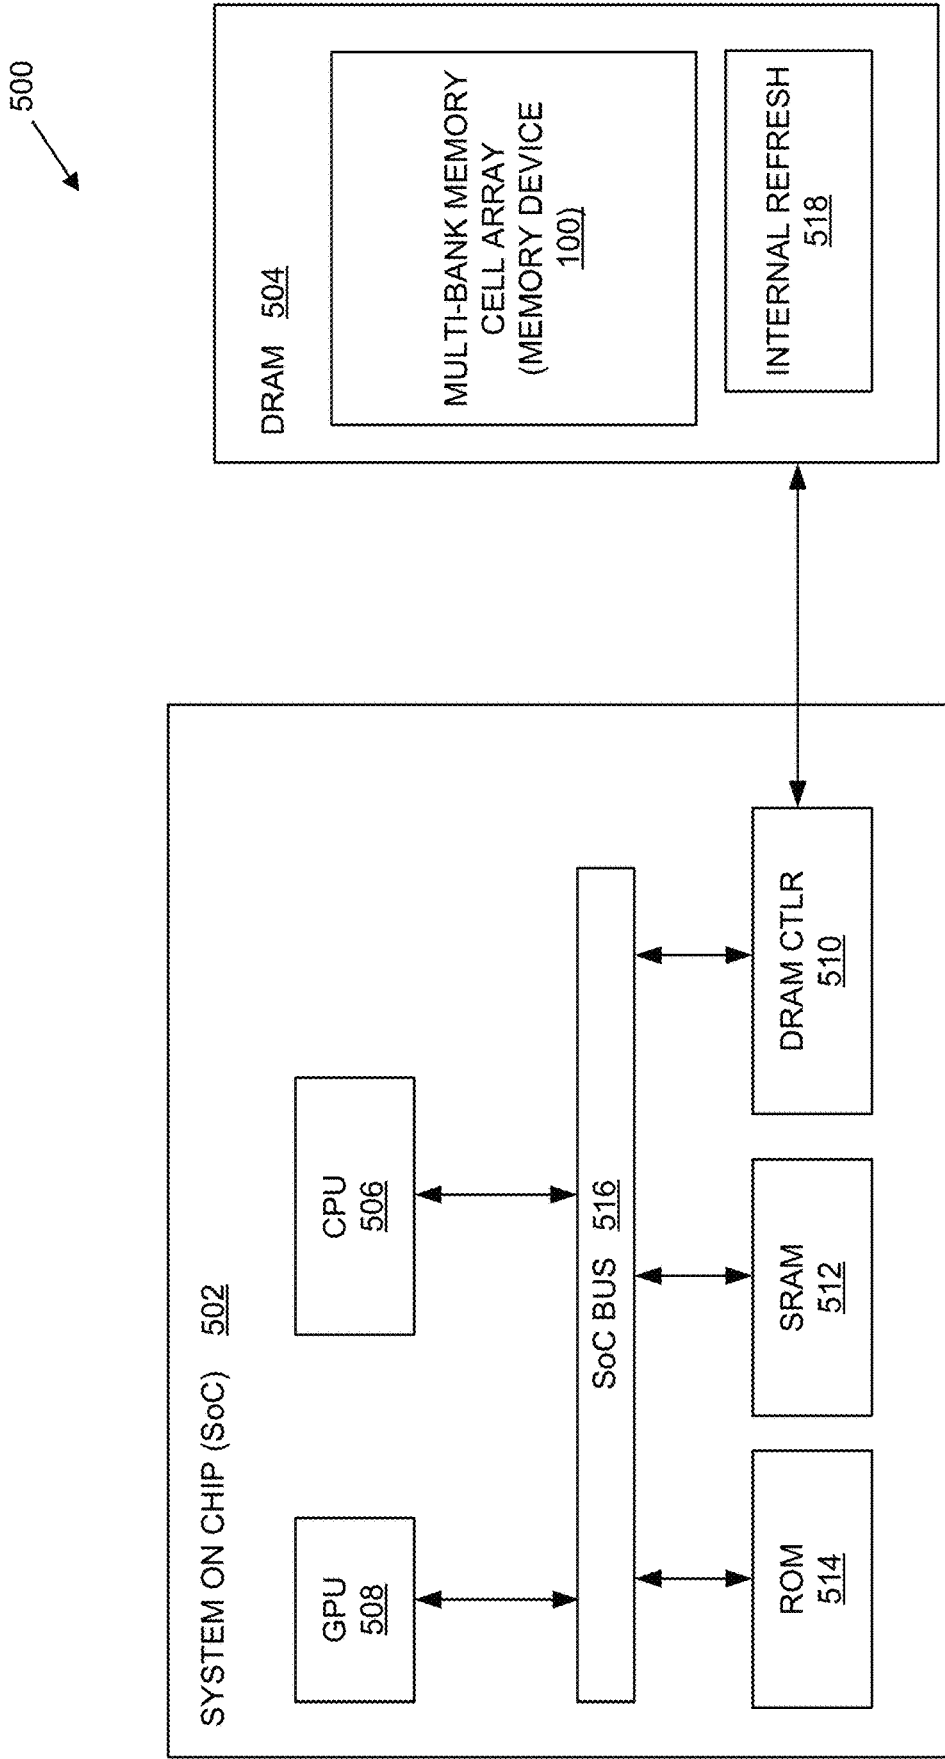 500
SYSTEM ON CHIP (SoC) 502
GPU
508
CPU
506
SoC BUS 516
ROM
514
SRAM
512
DRAM CTLR
510
DRAM 504
MULTI-BANK MEMORY
CELL ARRAY
(MEMORY DEVICE
100)
INTERNAL REFRESH
518